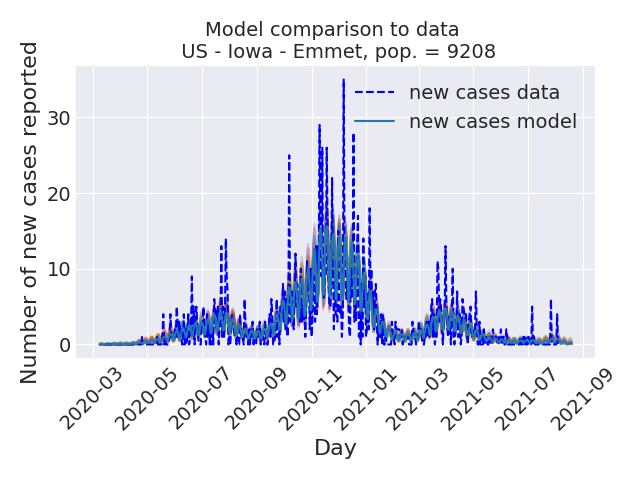 Model comparison to data
US - Iowa - Emmet, pop. = 9208
Number of new cases reported
30
20
10
0
new cases data
new cases model
2020-03
2020-05
2020-07
2020-09
2020-11
2021-01
2021-03
2021-05
2021-07
2021-09
Day